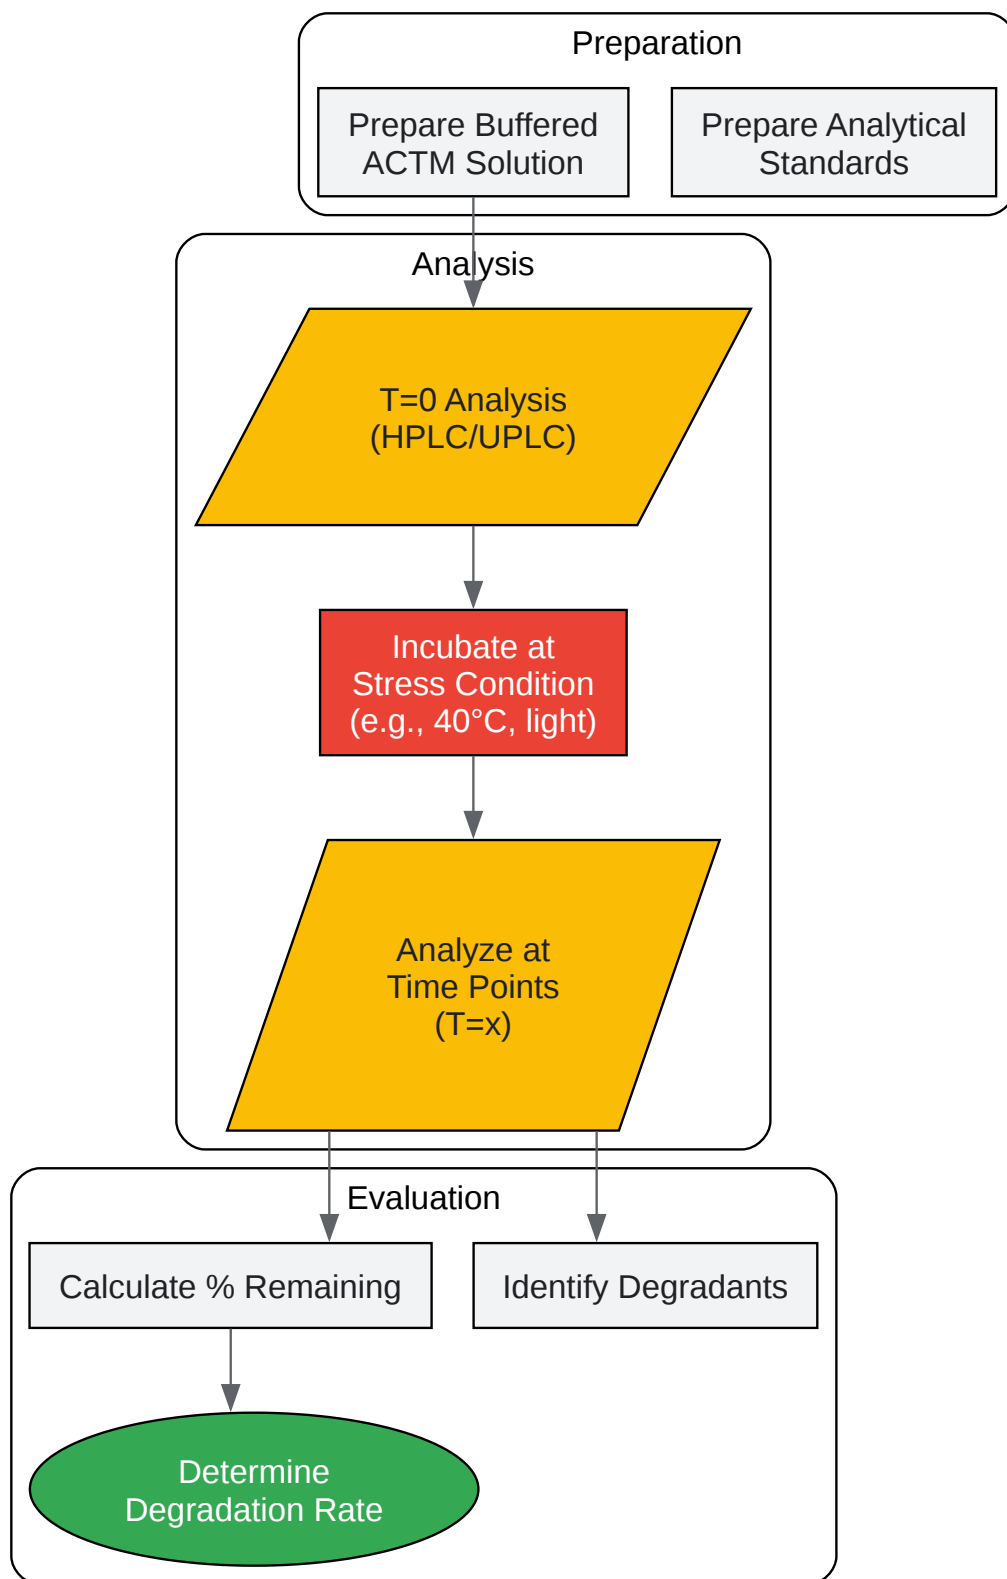 Preparation
Prepare Buffered
ACTM Solution
Prepare Analytical
Standards
Analysis
T=0 Analysis
(HPLC/UPLC)
Incubate at
Stress Condition
(e.g., 40°C, light)
Analyze at
Time Points
(T=x)
Evaluation
Calculate % Remaining
Identify Degradants
Determine
Degradation Rate